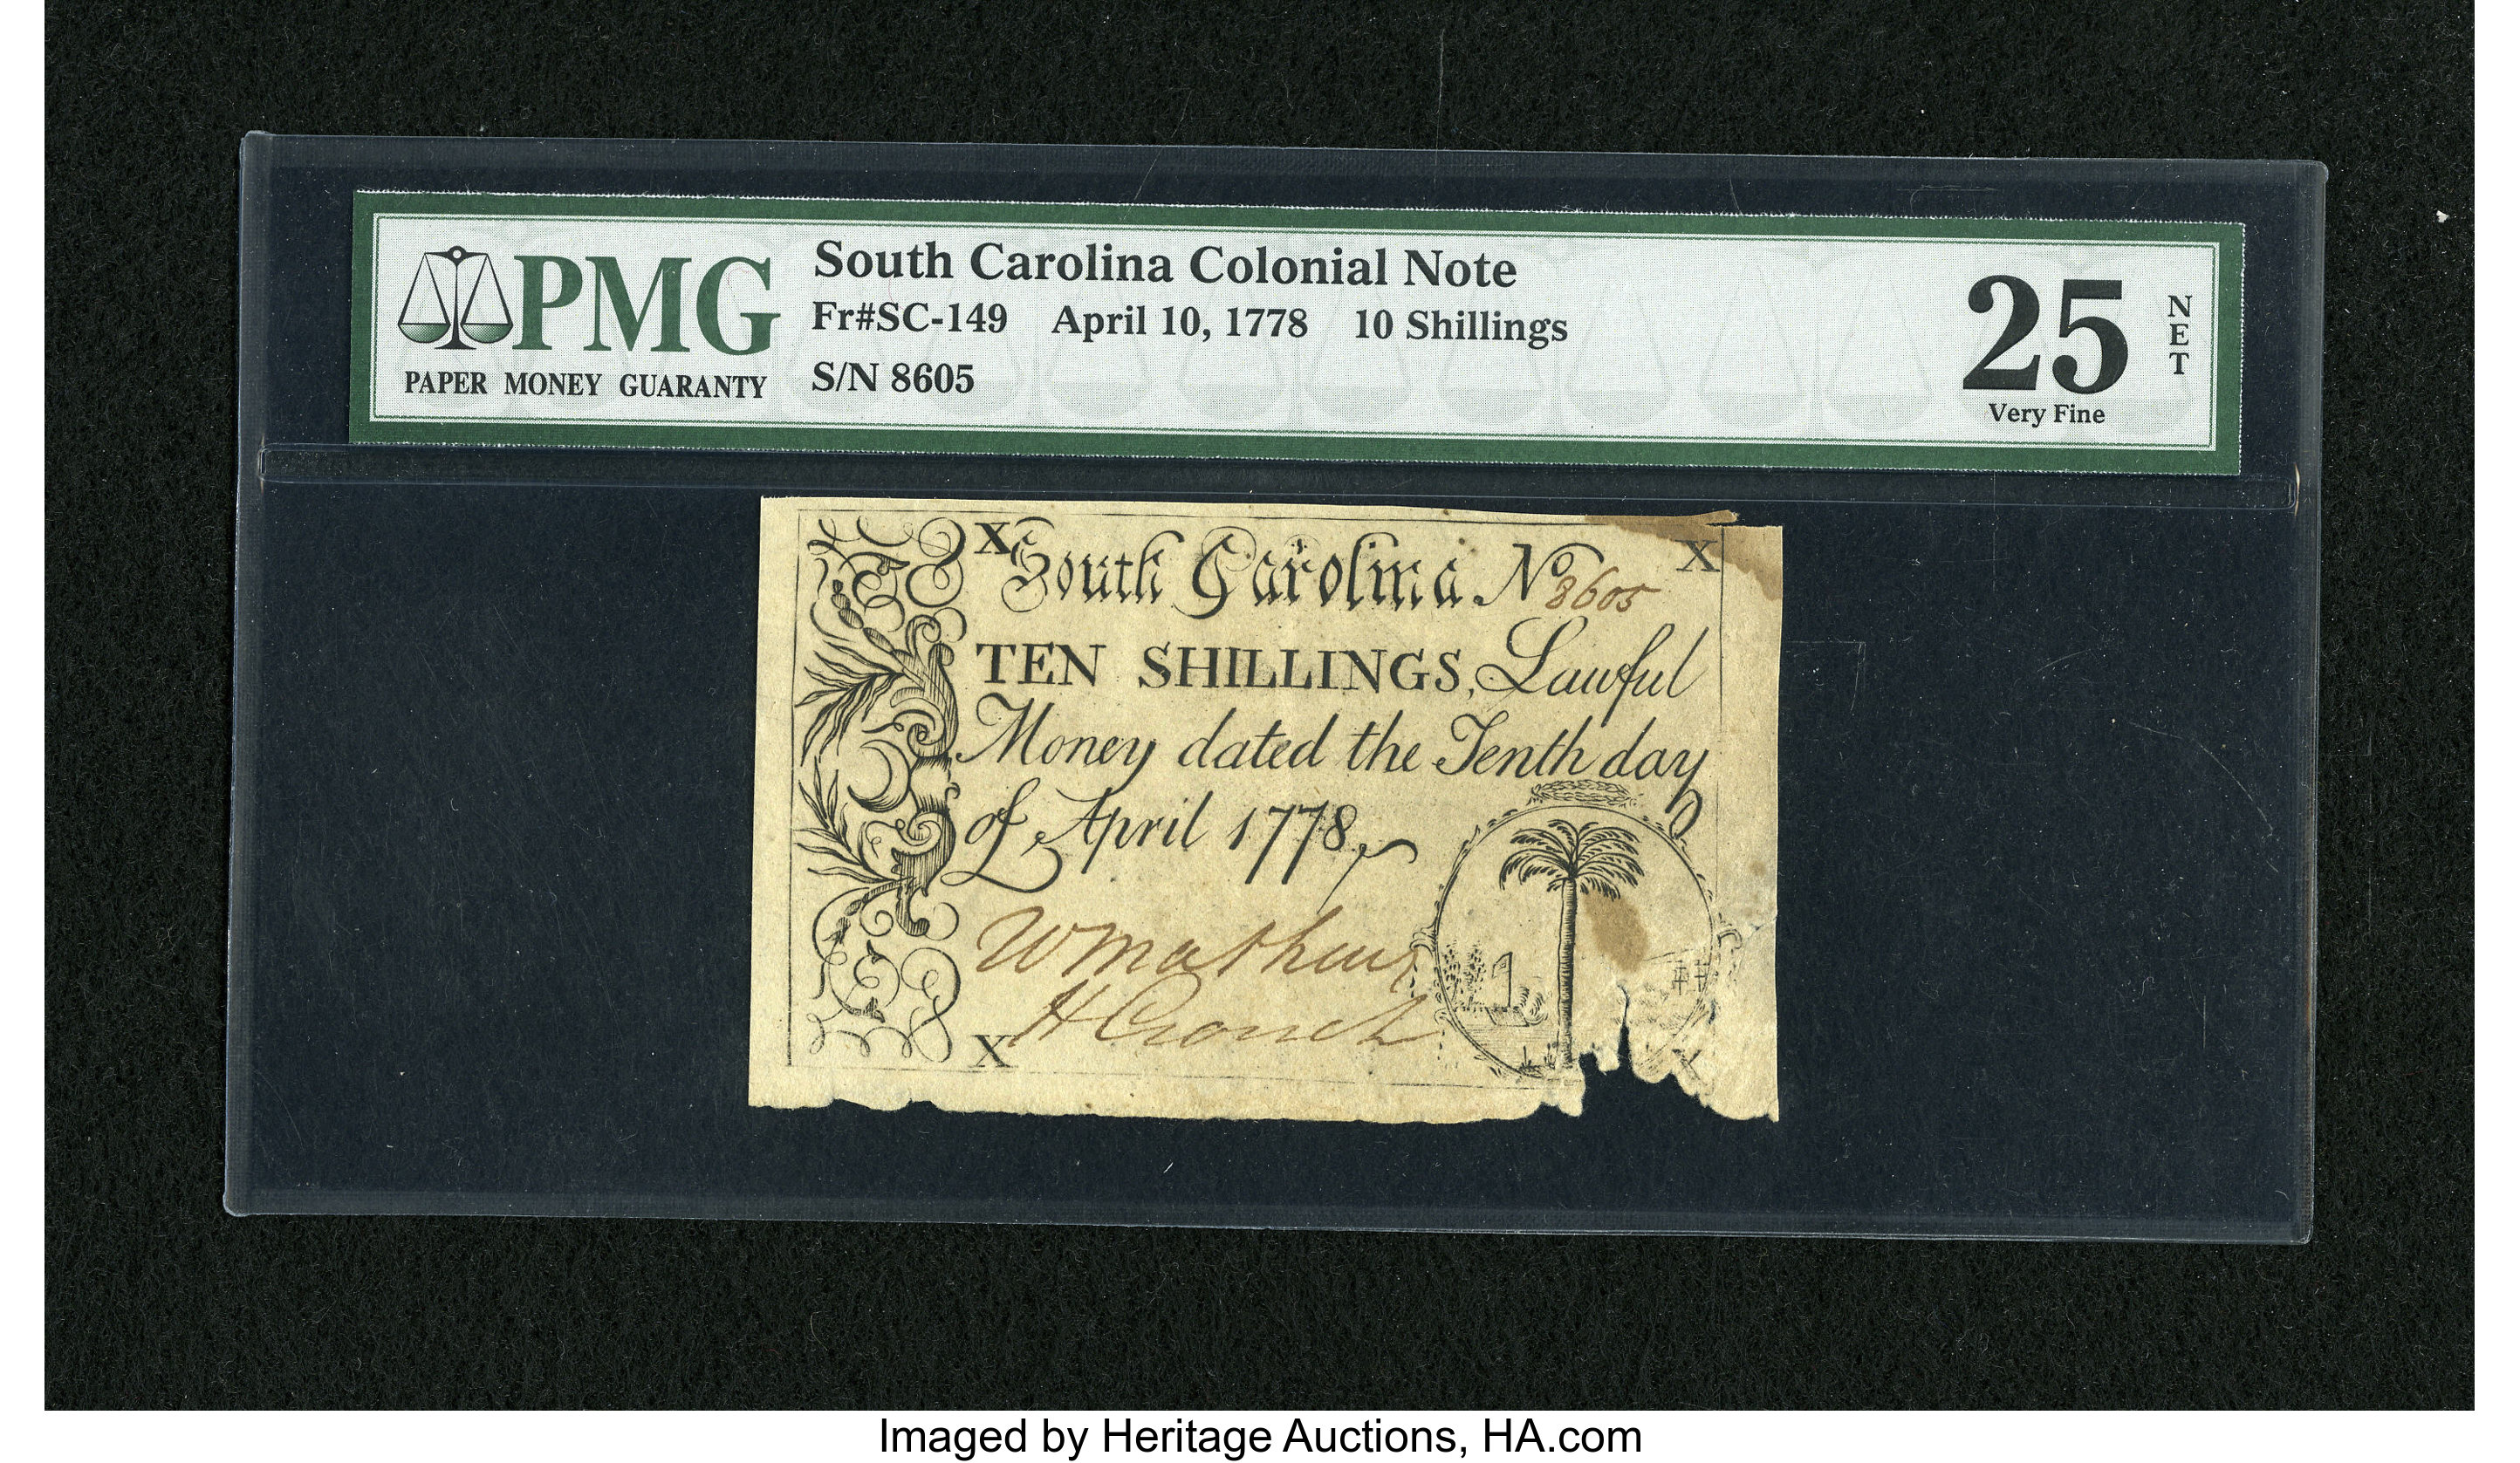 PMG
PAPER MONEY GUARANTY
South Carolina Colonial Note
Fr#SC-149 April 10, 1778 10 Shillings
S/N 8605
25
NET
Very Fine
X South Carolina. No 8605 X
TEN SHILLINGS, Lawful
Money dated the Tenth day
of April 1778
H Crouch
X X
Imaged by Heritage Auctions, HA.com